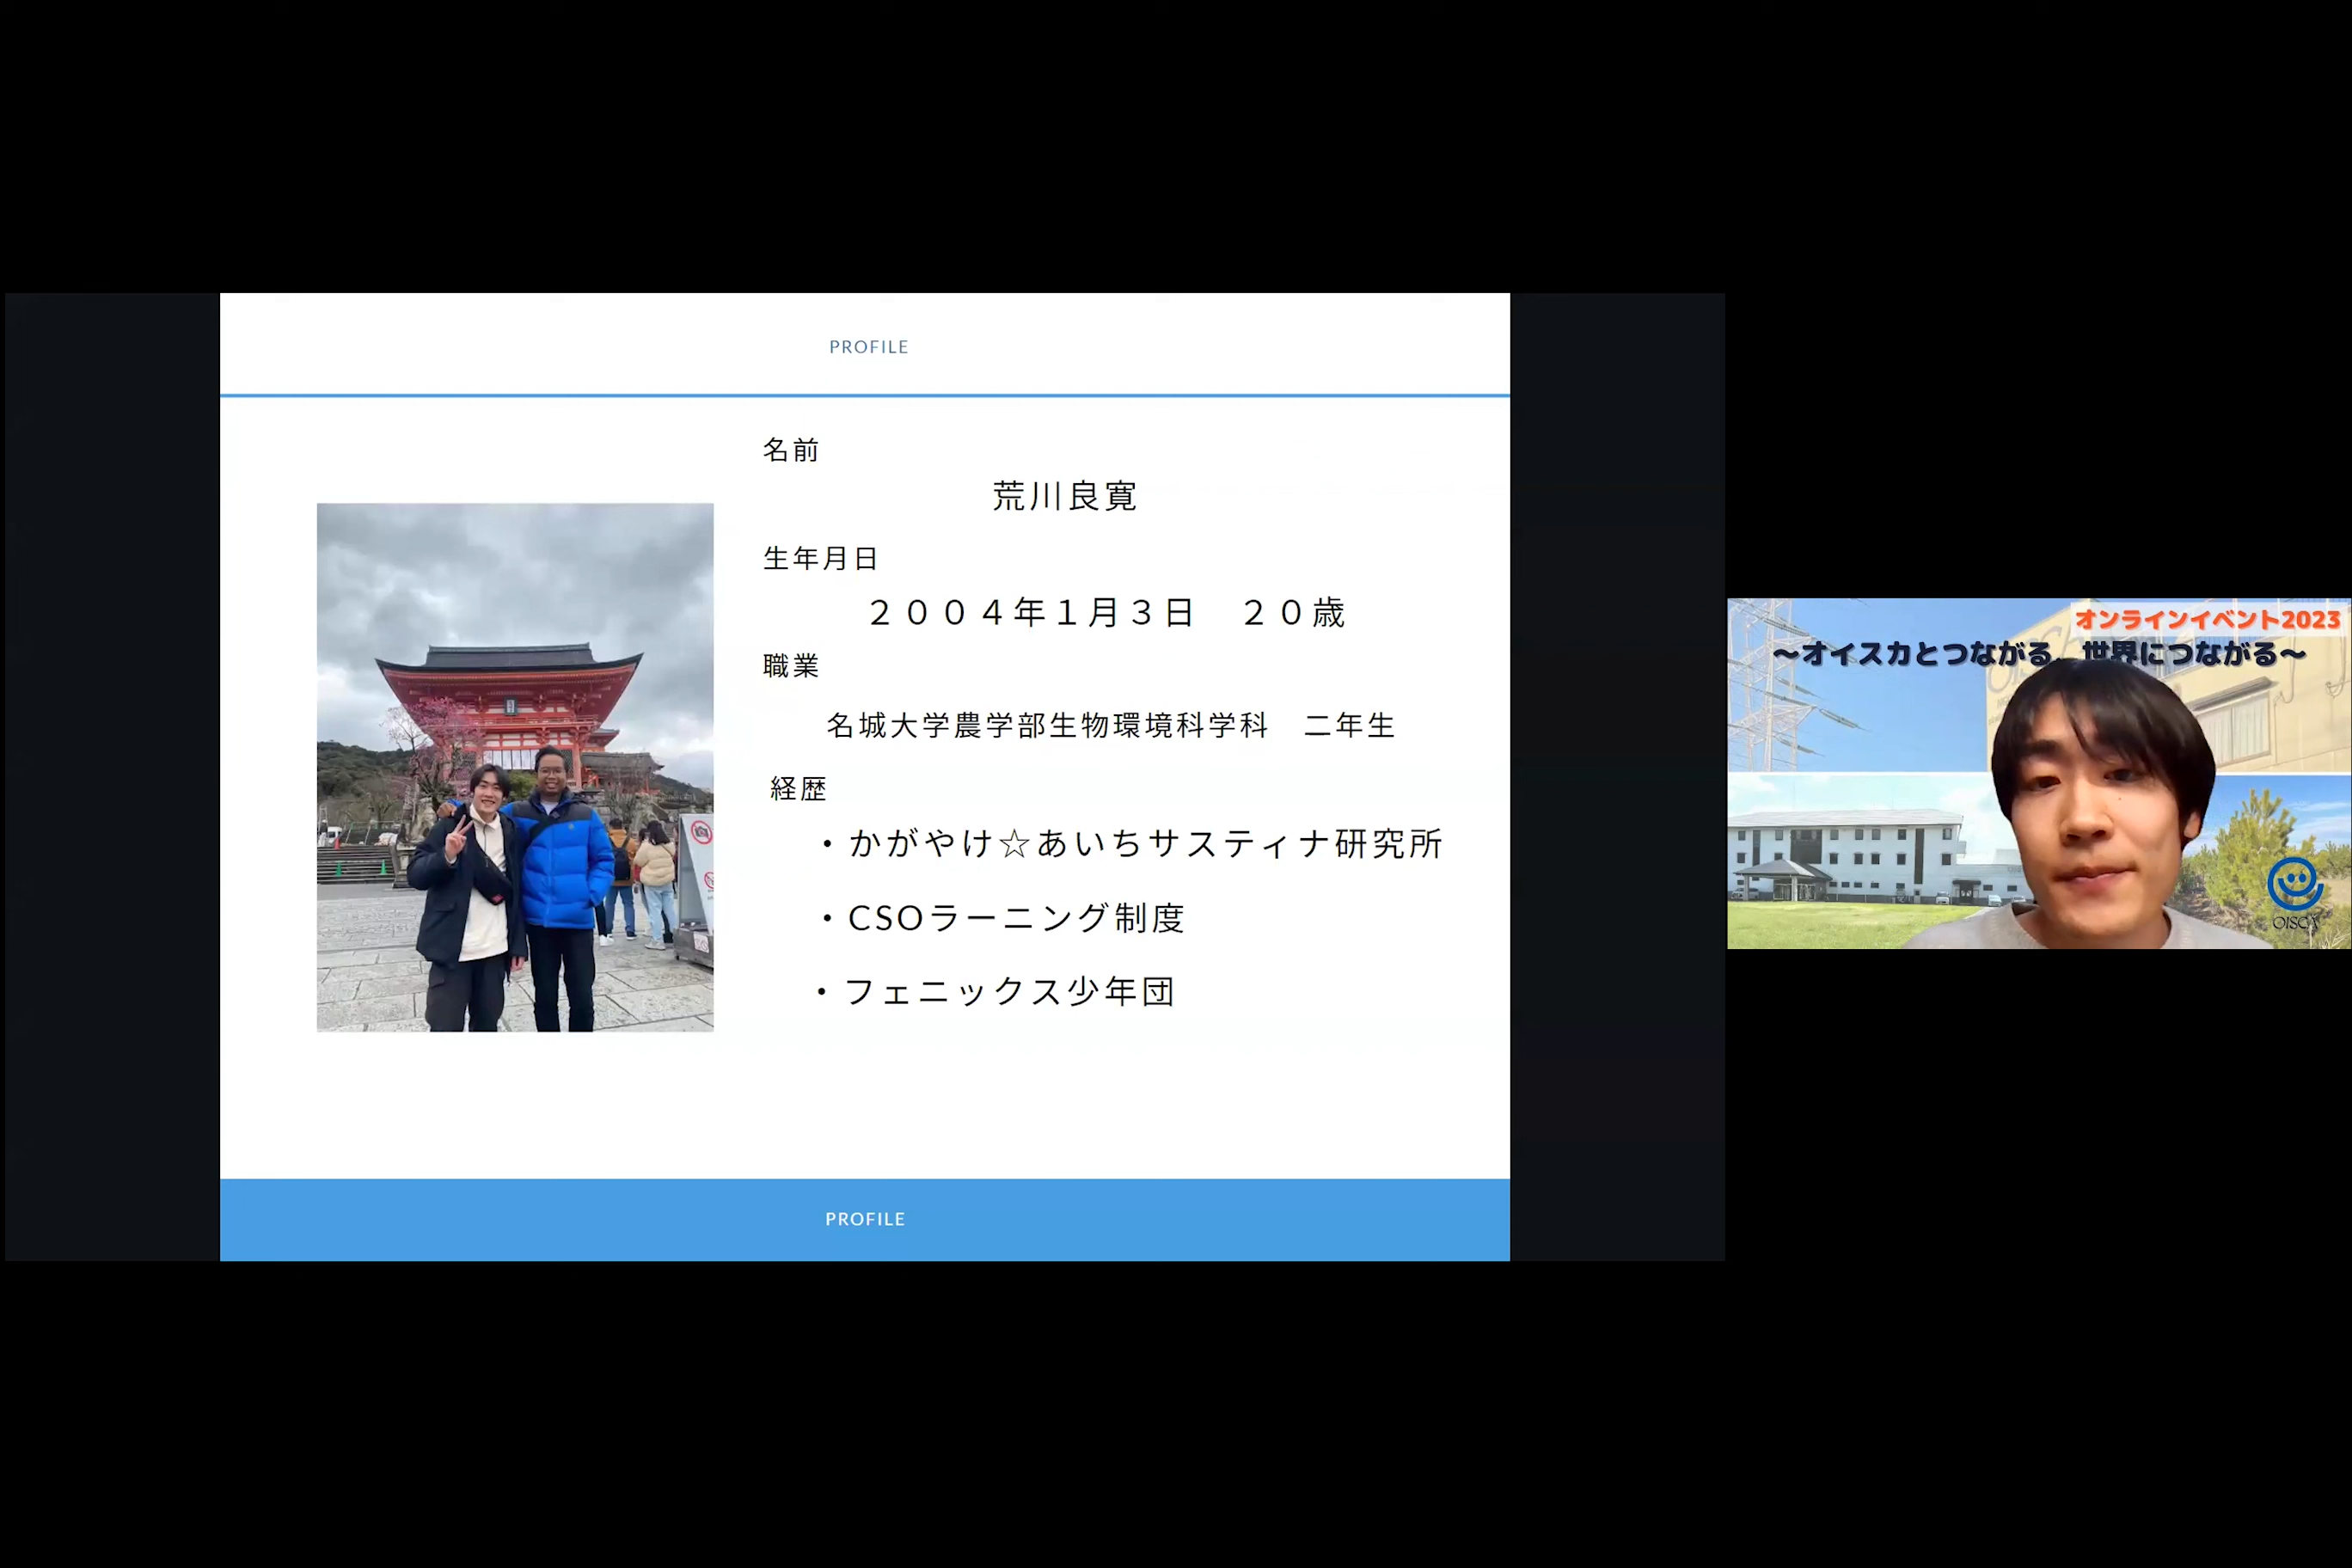 PROFILE
名前
荒川良寛
生年月日
２００４年１月３日　２０歳
職業
名城大学農学部生物環境科学科　二年生
経歴
・かがやけ☆あいちサスティナ研究所
・CSOラーニング制度
・フェニックス少年団
PROFILE
オンラインイベント2023
～オイスカとつながる、世界につながる～
OISCA